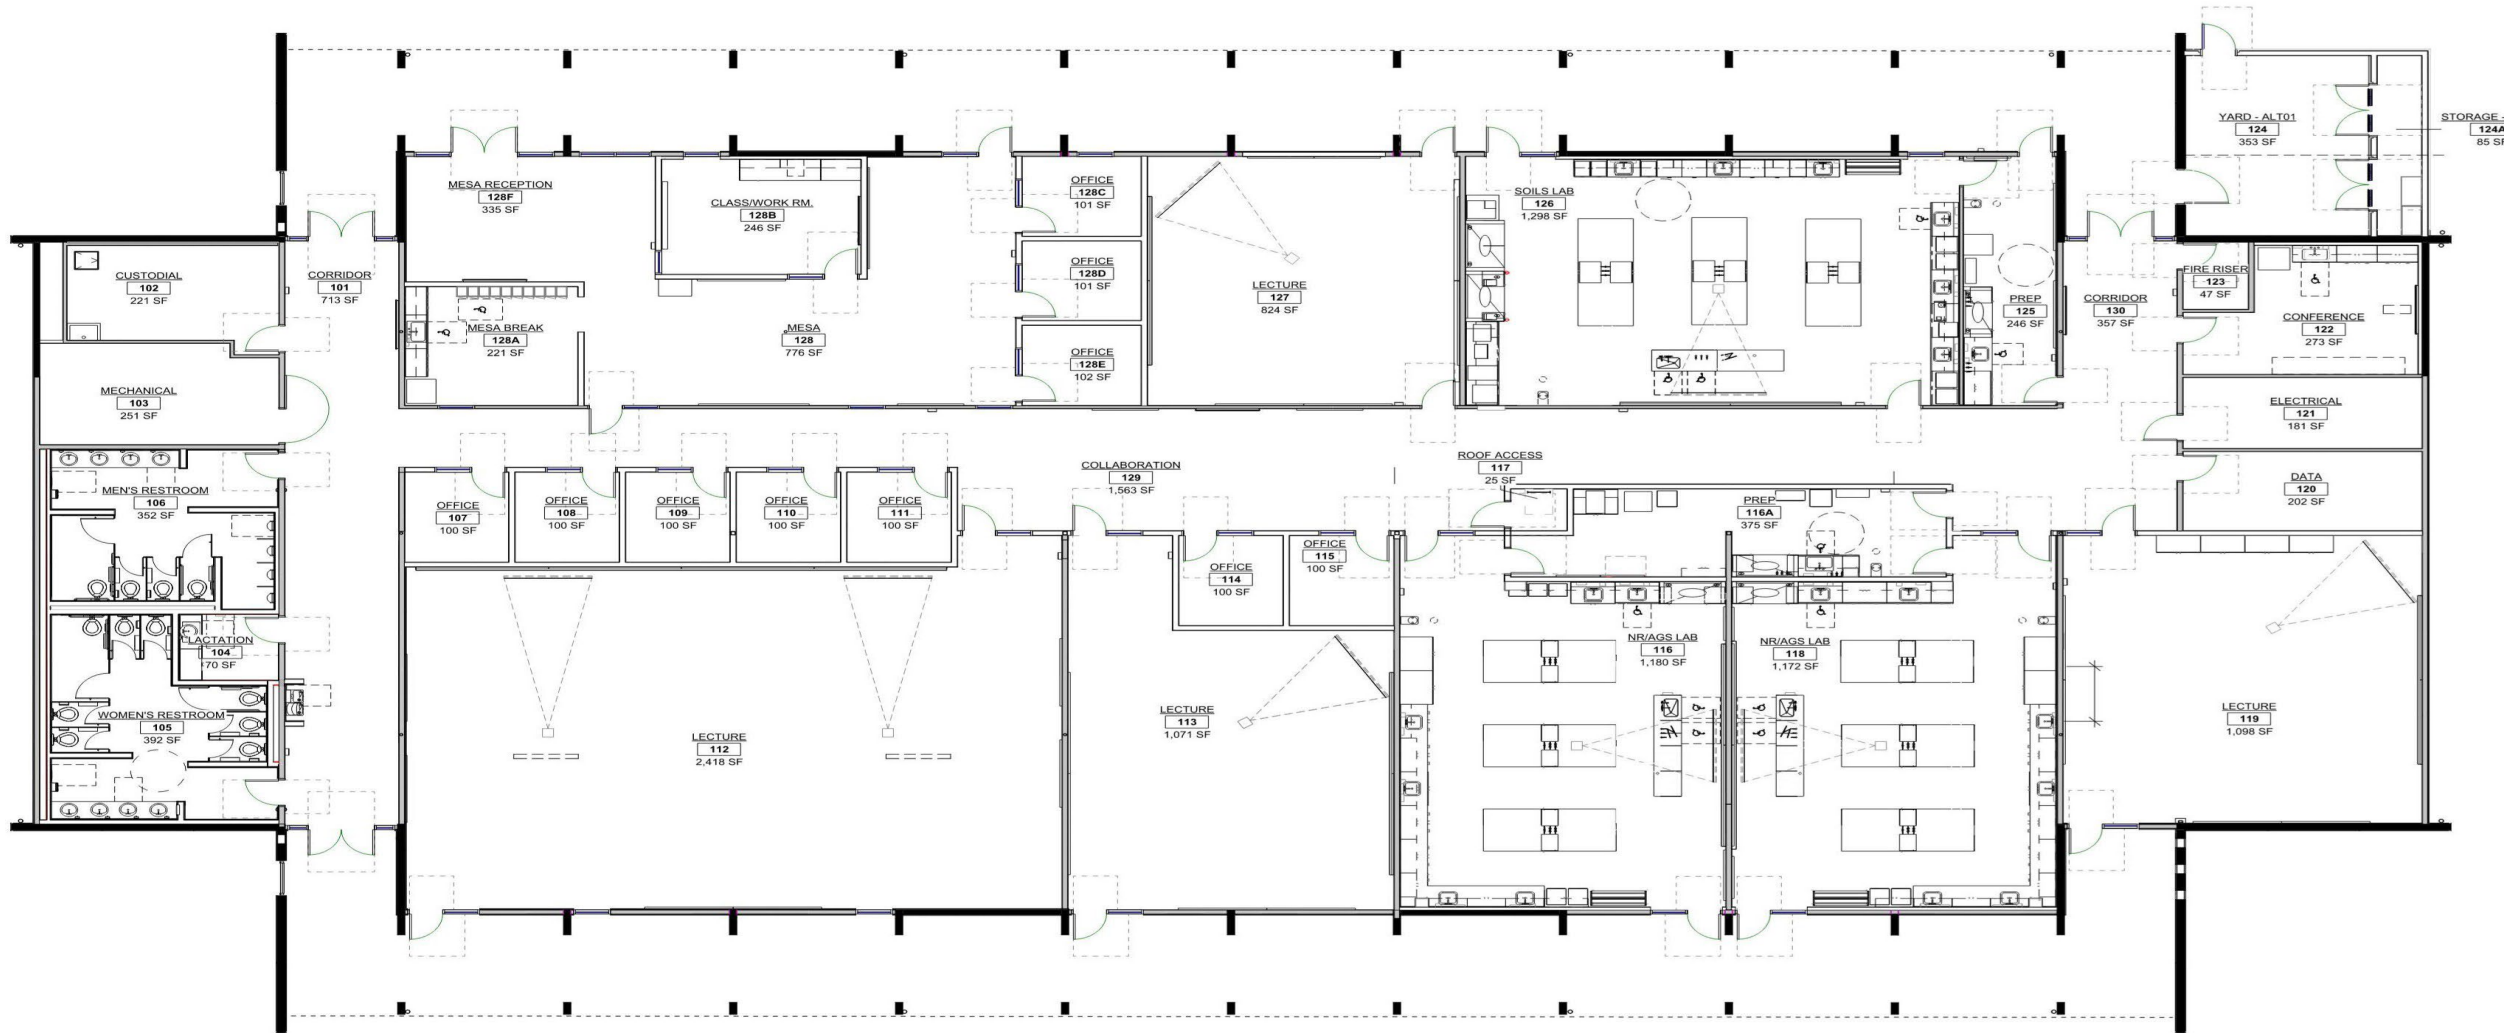 YARD - ALT01
124
353 SF
STORAGE -
124A
85 SF
MESA RECEPTION
128F
335 SF
CLASS/WORK RM.
128B
246 SF
OFFICE
128C
101 SF
SOILS LAB
126
1,298 SF
CUSTODIAL
102
221 SF
CORRIDOR
101
713 SF
OFFICE
128D
101 SF
LECTURE
127
824 SF
PREP
125
246 SF
CORRIDOR
130
357 SF
FIRE RISER
123
47 SF
CONFERENCE
122
273 SF
MESA BREAK
128A
221 SF
MESA
128
776 SF
OFFICE
128E
102 SF
MECHANICAL
103
251 SF
ELECTRICAL
121
181 SF
MEN'S RESTROOM
106
352 SF
OFFICE
107
100 SF
OFFICE
108
100 SF
OFFICE
109
100 SF
OFFICE
110
100 SF
OFFICE
111
100 SF
COLLABORATION
129
1,563 SF
ROOF ACCESS
117
25 SF
PREP
116A
375 SF
DATA
120
202 SF
OFFICE
114
100 SF
OFFICE
115
100 SF
LACTATION
104
70 SF
NR/AGS LAB
116
1,180 SF
NR/AGS LAB
118
1,172 SF
WOMEN'S RESTROOM
105
392 SF
LECTURE
112
2,418 SF
LECTURE
113
1,071 SF
LECTURE
119
1,098 SF